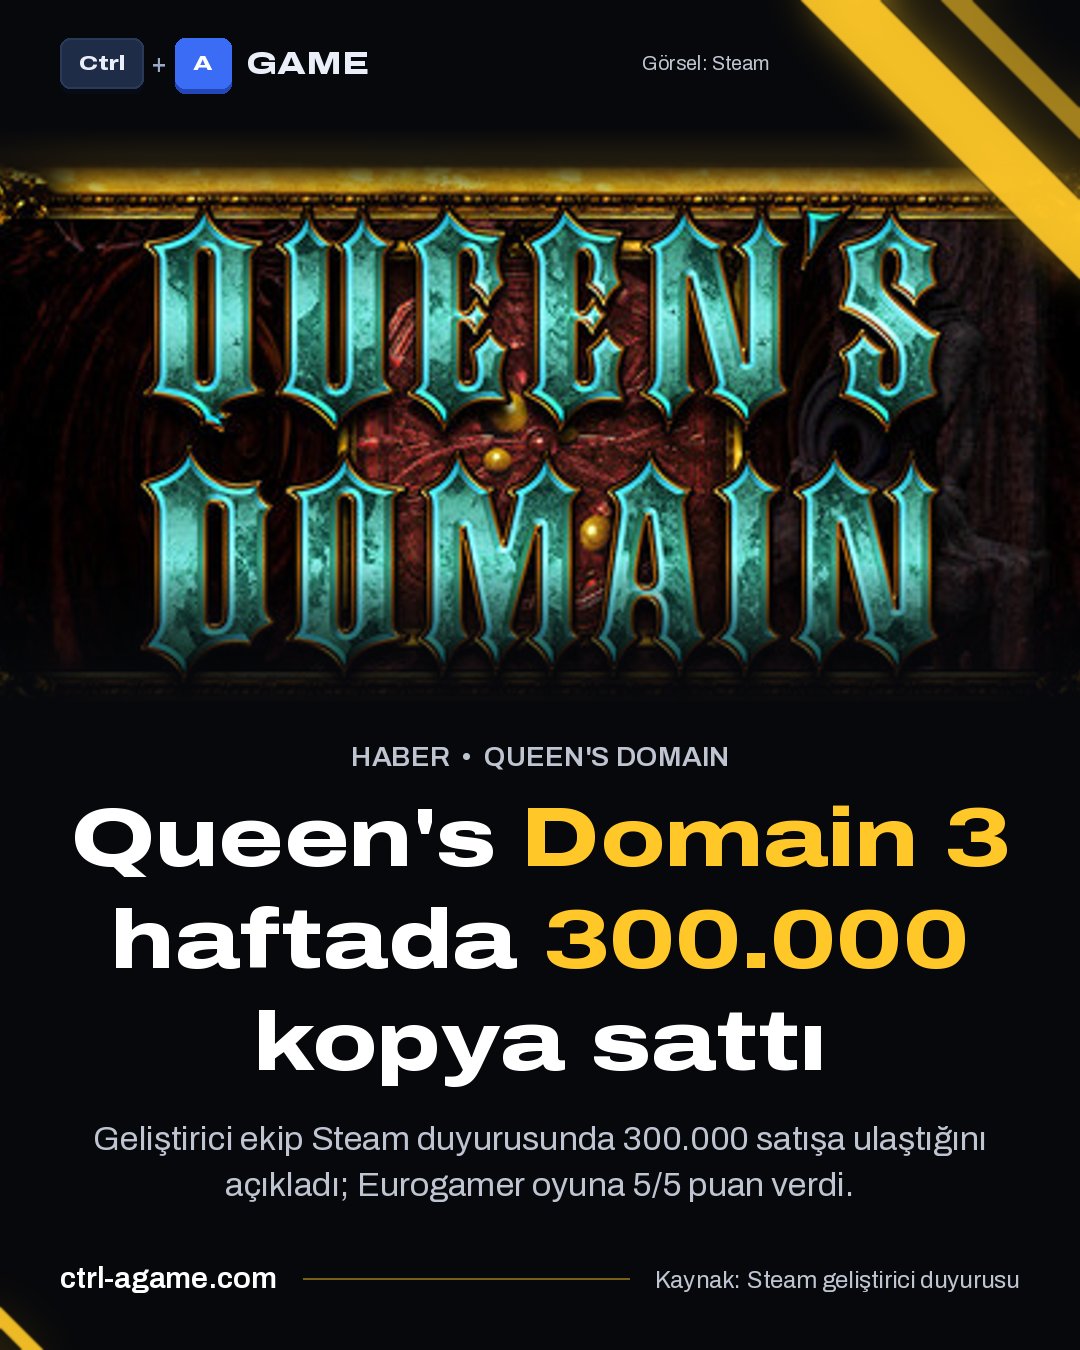 Ctrl + A GAME
Görsel: Steam
QUEEN'S
DOMAIN
HABER • QUEEN'S DOMAIN
Queen's Domain 3
haftada 300.000
kopya sattı
Geliştirici ekip Steam duyurusunda 300.000 satışa ulaştığını
açıkladı; Eurogamer oyuna 5/5 puan verdi.
ctrl-agame.com
Kaynak: Steam geliştirici duyurusu